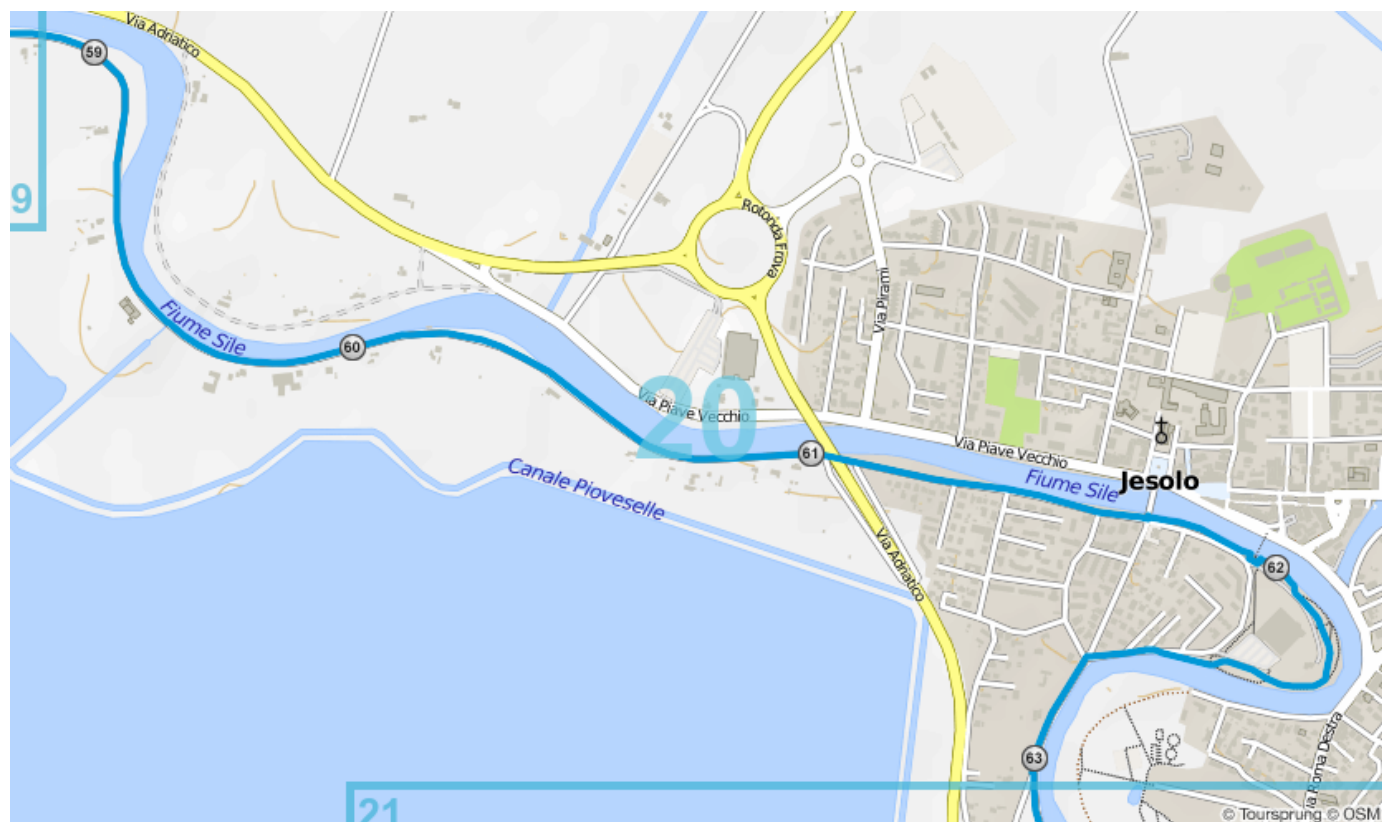 Via Adriatico
59
9
Rotonda Frova
Via Pirami
Fiume Sile
60
20
Via Piave Vecchio
61
Via Piave Vecchio
Canale Pioveselle
Fiume Sile
Jesolo
Via Adriatico
62
63
Via Roma Destra
21
© Toursprung © OSM